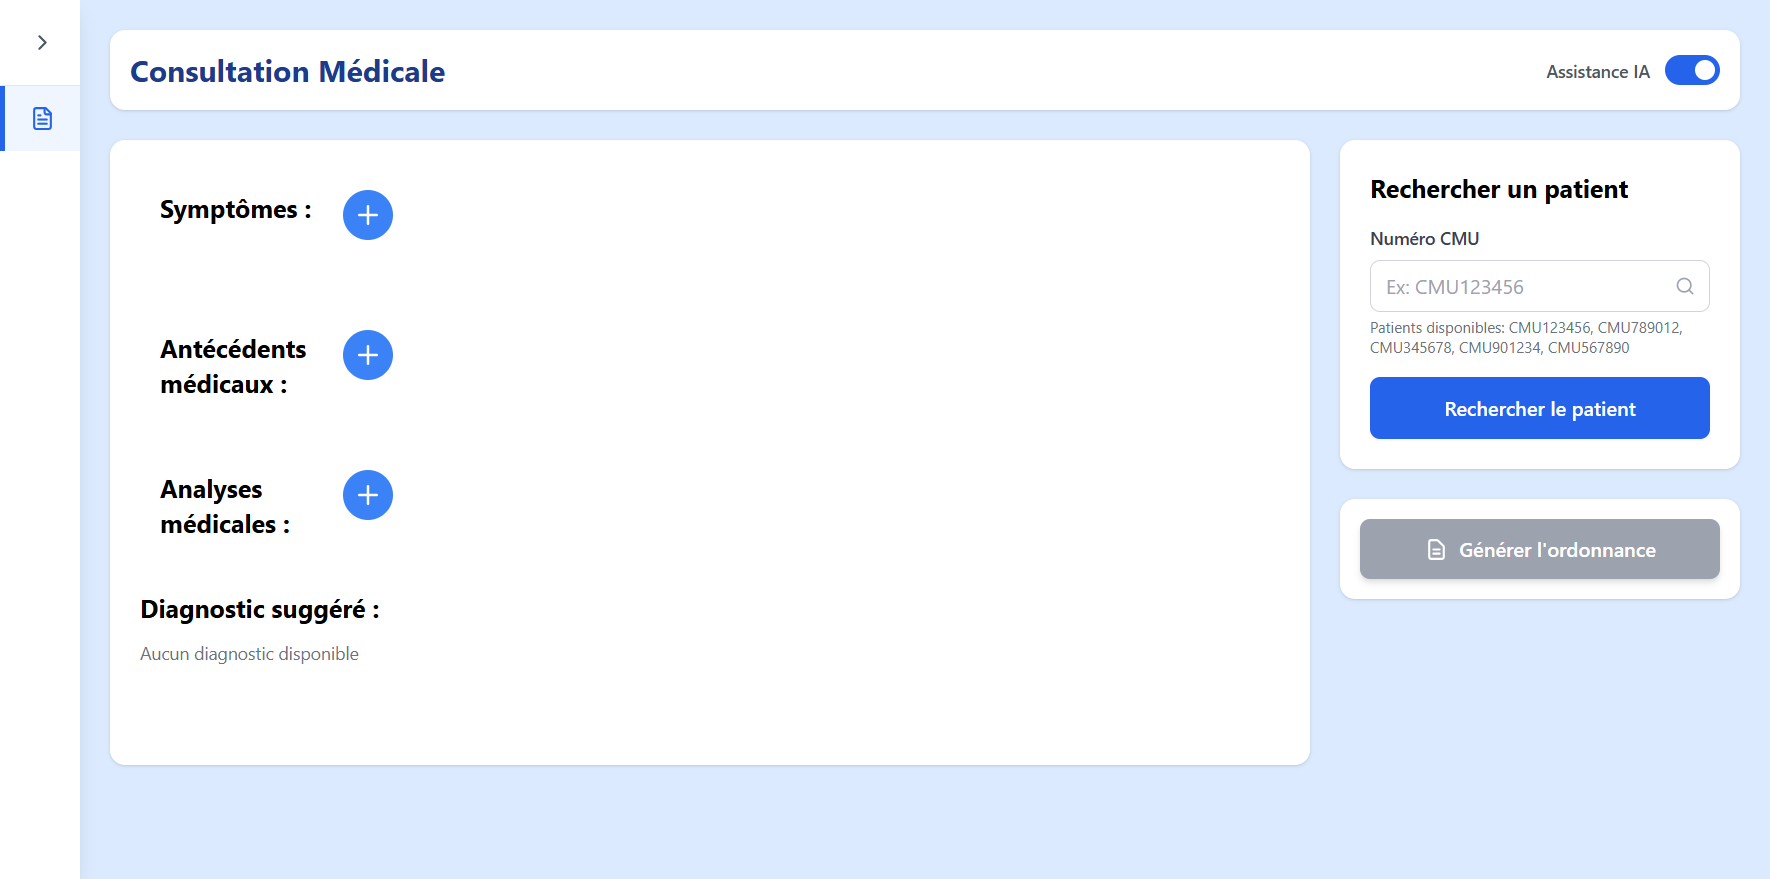 Consultation Médicale
Assistance IA
Symptômes :
Antécédents
médicaux :
Analyses
médicales :
Diagnostic suggéré :
Aucun diagnostic disponible
Rechercher un patient
Numéro CMU
Ex: CMU123456
Patients disponibles: CMU123456, CMU789012,
CMU345678, CMU901234, CMU567890
Rechercher le patient
Générer l'ordonnance